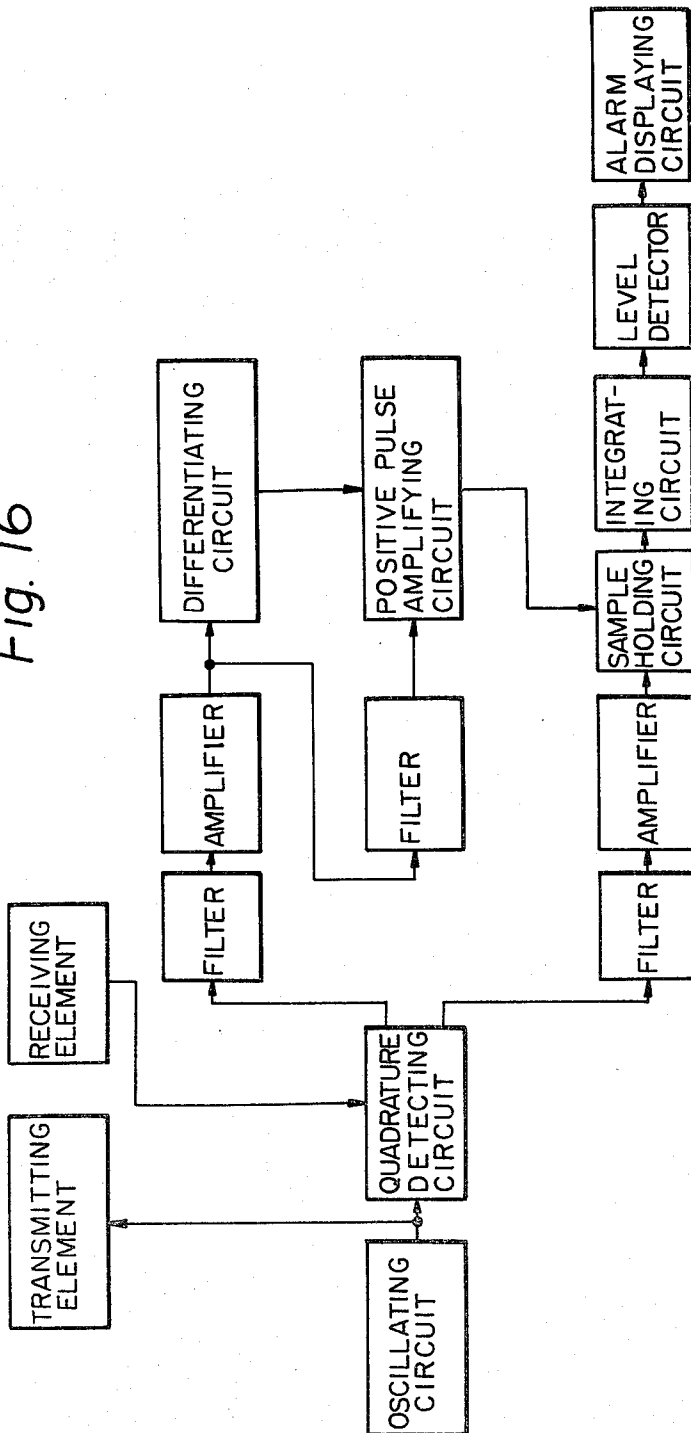 Fig. 16
TRANSMITTING
ELEMENT
RECEIVING
ELEMENT
OSCILLATING
CIRCUIT
QUADRATURE
DETECTING
CIRCUIT
FILTER
AMPLIFIER
DIFFERENTIATING
CIRCUIT
FILTER
POSITIVE PULSE
AMPLIFYING
CIRCUIT
FILTER
AMPLIFIER
SAMPLE
HOLDING
CIRCUIT
INTEGRAT-
ING
CIRCUIT
LEVEL
DETECTOR
ALARM
DISPLAYING
CIRCUIT